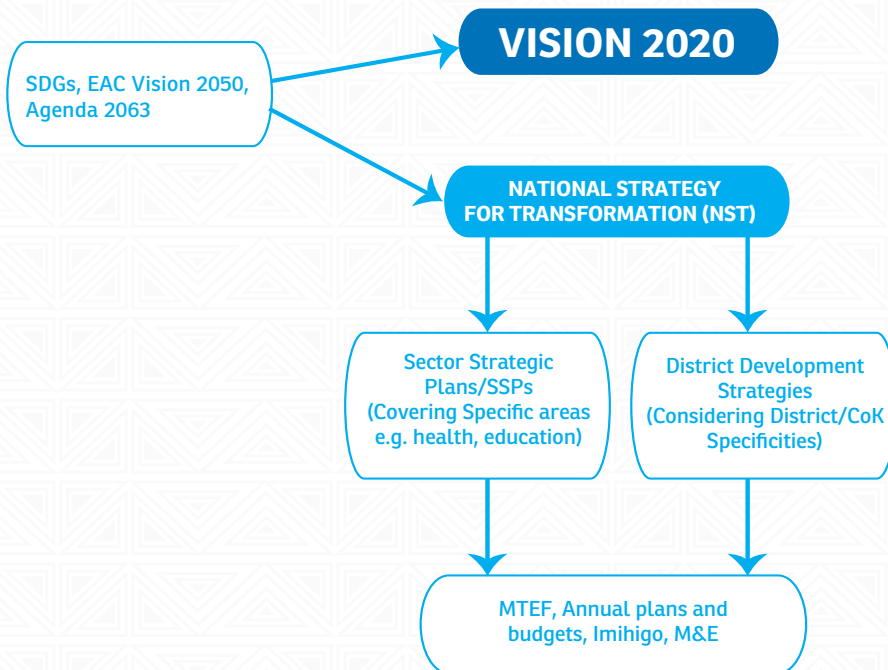 VISION 2020
SDGs, EAC Vision 2050,
Agenda 2063
NATIONAL STRATEGY
FOR TRANSFORMATION (NST)
Sector Strategic
Plans/SSPs
(Covering Specific areas
e.g. health, education)
District Development
Strategies
(Considering District/CoK
Specificities)
MTEF, Annual plans and
budgets, Imihigo, M&E